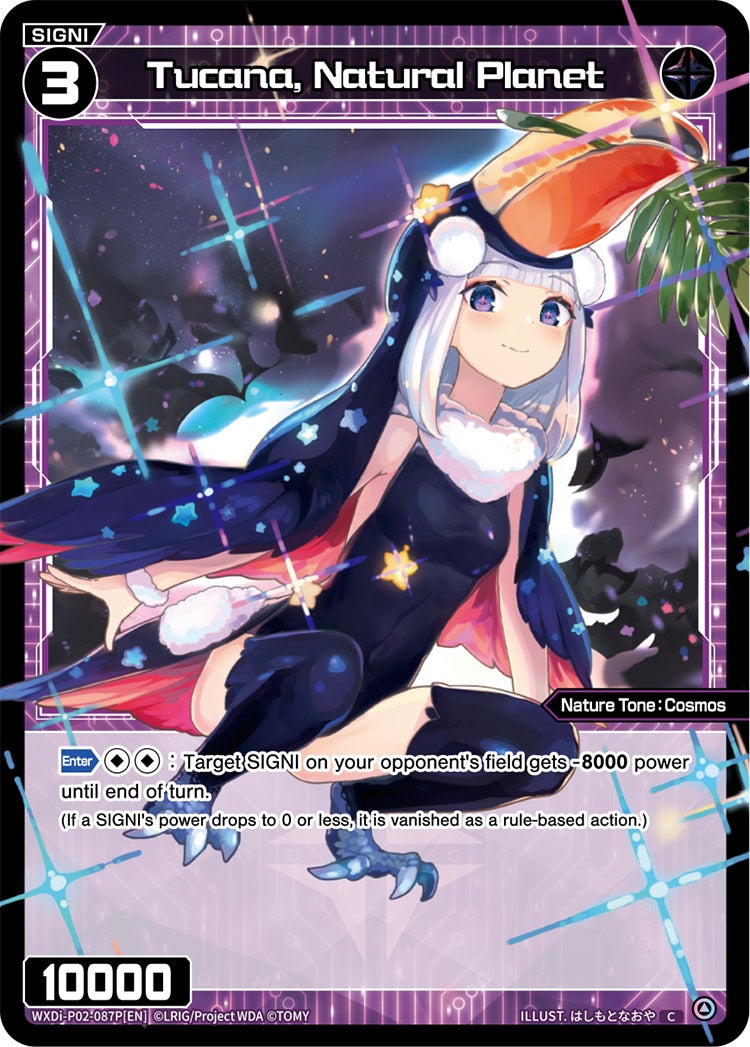 SIGNI
3
Tucana, Natural Planet
Nature Tone:Cosmos
Enter : Target SIGNI on your opponent's field gets -8000 power
until end of turn.
(If a SIGNI's power drops to 0 or less, it is vanished as a rule-based action.)
10000
WXDi-P02-087P[EN] ©LRIG/Project WDA ©TOMY ILLUST. はしもとなおや C